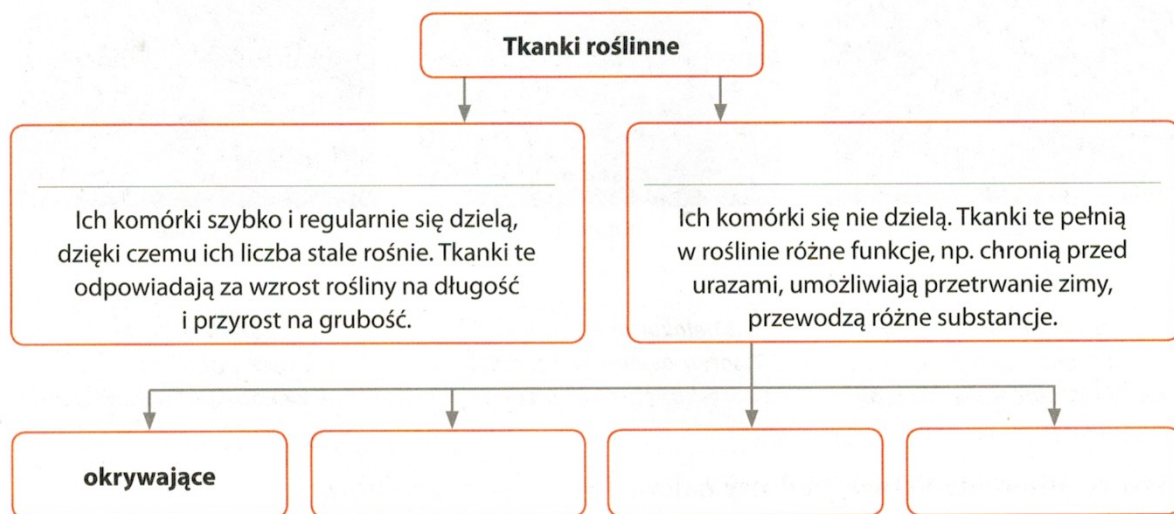 Tkanki roślinne
Ich komórki szybko i regularnie się dzielą,
dzięki czemu ich liczba stale rośnie. Tkanki te
odpowiadają za wzrost rośliny na długość
i przyrost na grubość.
Ich komórki się nie dzielą. Tkanki te pełnią
w roślinie różne funkcje, np. chronią przed
urazami, umożliwiają przetrwanie zimy,
przewodzą różne substancje.
okrywające